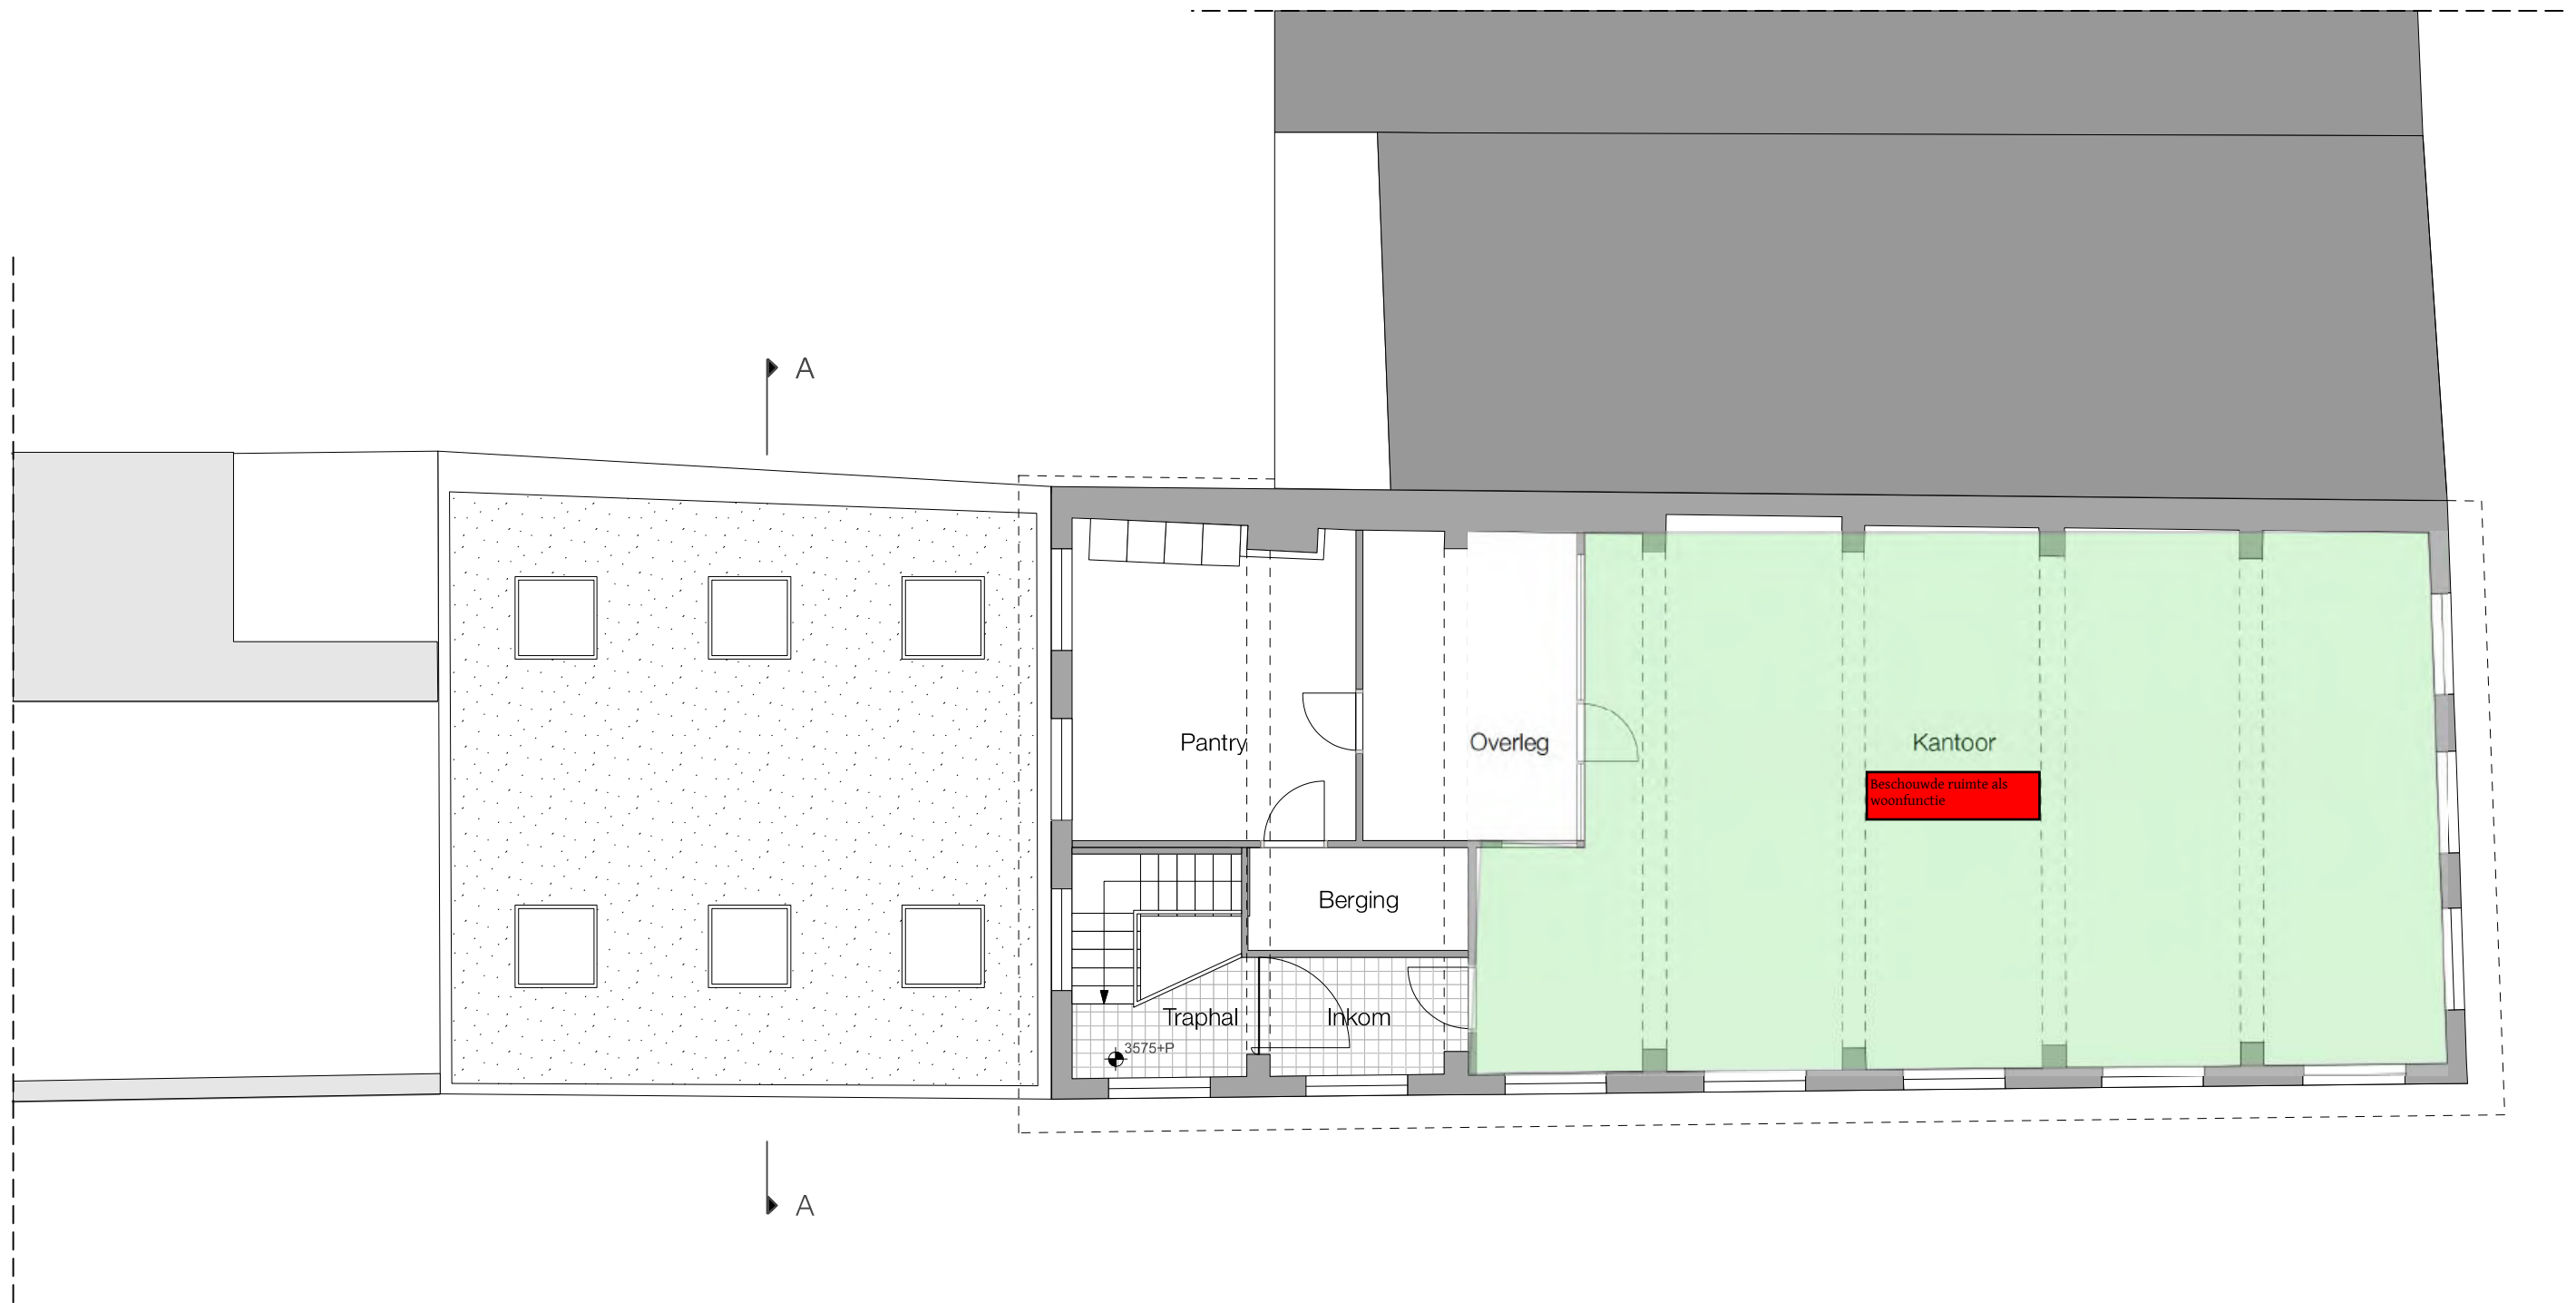 A
Pantry
Overleg
Kantoor
Beschouwde ruimte als
woonfunctie
Berging
Traphal
Inkom
3575+P
A